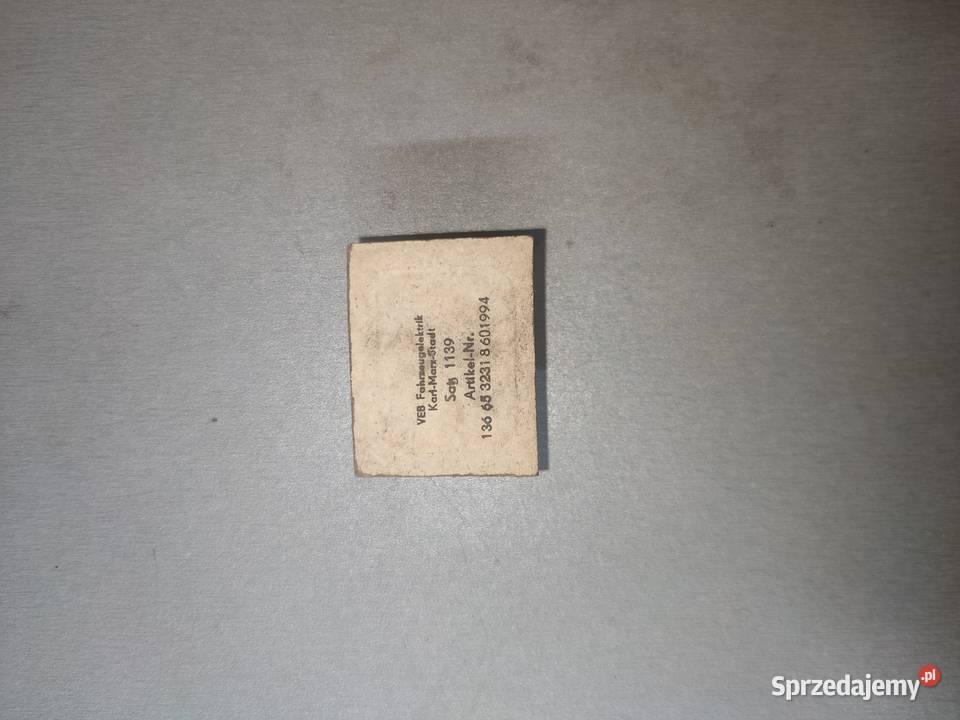 VEB Fahrzeugelektrik
Karl-Marx-Stadt
Satz 1139
Artikel-Nr.
136 65 3231 8 601994
Sprzedajemy.pl